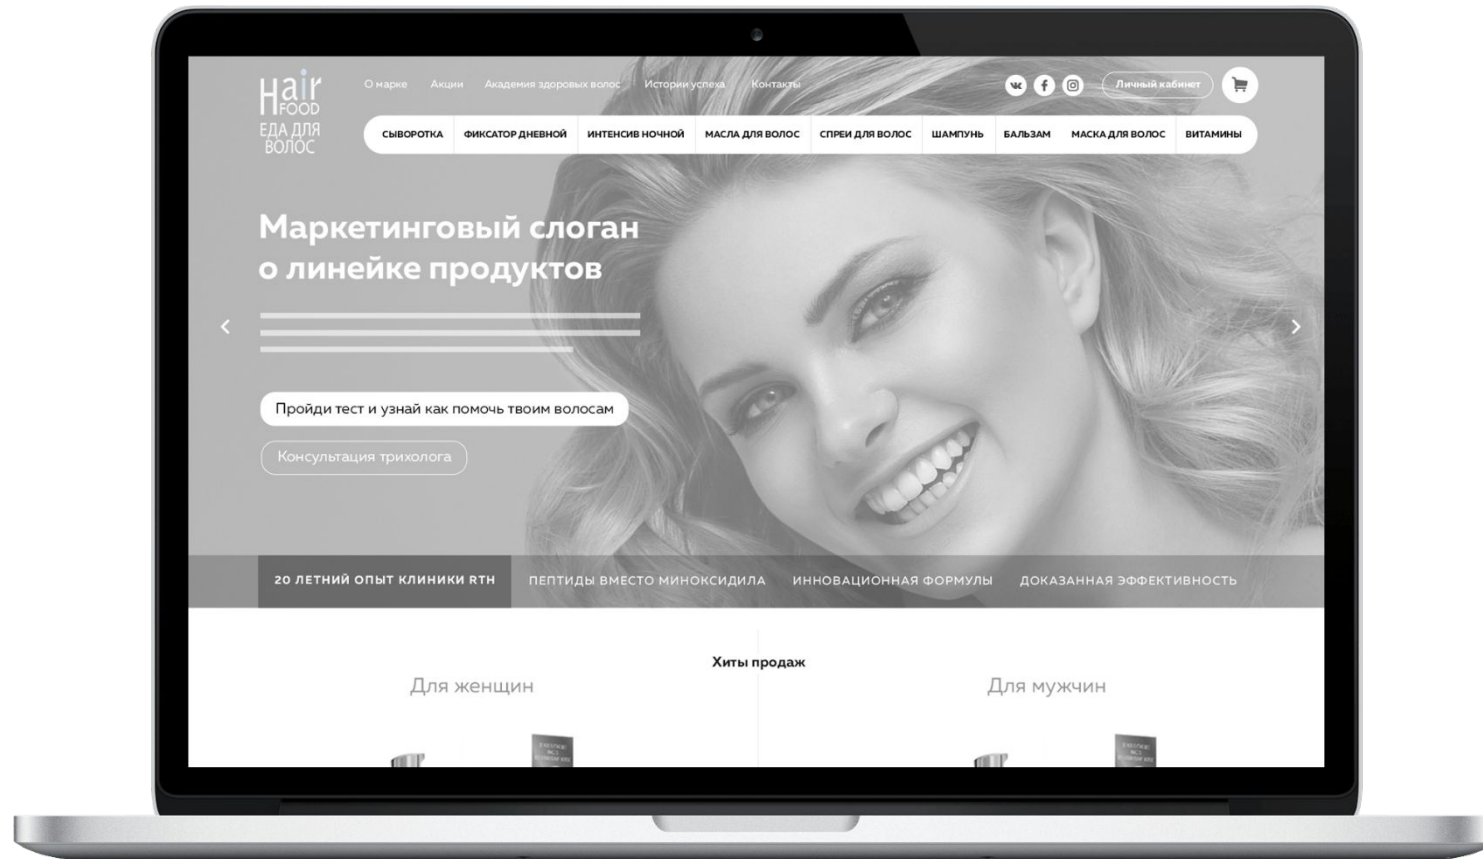 Hair
FOOD
ЕДА ДЛЯ
ВОЛОС
О марке Акции Академия здоровых волос Истории успеха Контакты
Личный кабинет
СЫВОРОТКА ФИКСАТОР ДНЕВНОЙ ИНТЕНСИВ НОЧНОЙ МАСЛА ДЛЯ ВОЛОС СПРЕИ ДЛЯ ВОЛОС ШАМПУНЬ БАЛЬЗАМ МАСКА ДЛЯ ВОЛОС ВИТАМИНЫ
Маркетинговый слоган
о линейке продуктов
Пройди тест и узнай как помочь твоим волосам
Консультация трихолога
20 ЛЕТНИЙ ОПЫТ КЛИНИКИ RTH ПЕПТИДЫ ВМЕСТО МИНОКСИДИЛА ИННОВАЦИОННАЯ ФОРМУЛЫ ДОКАЗАННАЯ ЭФФЕКТИВНОСТЬ
Хиты продаж
Для женщин Для мужчин